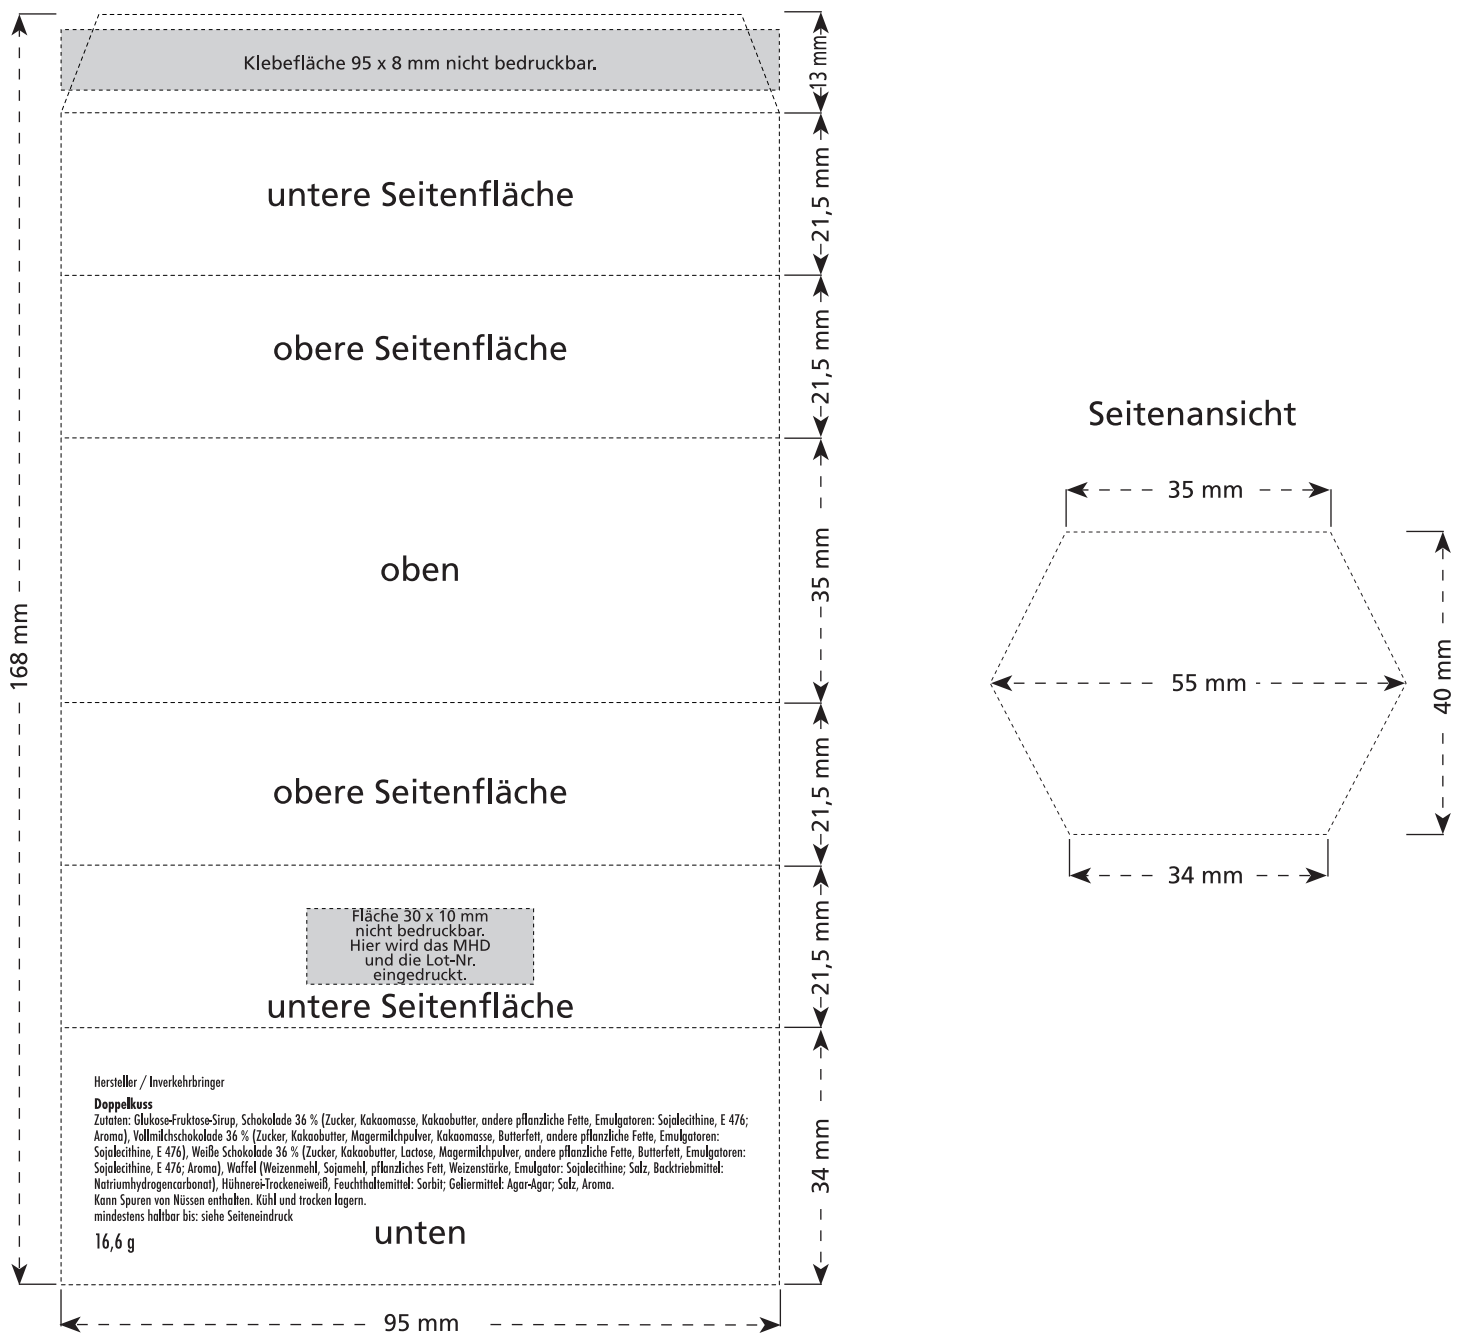 Klebefläche 95 x 8 mm nicht bedruckbar.
13 mm
untere Seitenfläche
21,5 mm
obere Seitenfläche
21,5 mm
oben
35 mm
168 mm
obere Seitenfläche
21,5 mm
Fläche 30 x 10 mm
nicht bedruckbar.
Hier wird das MHD
und die Lot-Nr.
eingedruckt.
untere Seitenfläche
21,5 mm
Hersteller / Inverkehrbringer
Doppelkuss
Zutaten: Glukose-Fruktose-Sirup, Schokolade 36 % (Zucker, Kakaomasse, Kakaobutter, andere pflanzliche Fette, Emulgatoren: Sojalecithine, E 476;
Aroma), Vollmilchschokolade 36 % (Zucker, Kakaobutter, Magermilchpulver, Kakaomasse, Butterfett, andere pflanzliche Fette, Emulgatoren:
Sojalecithine, E 476), Weiße Schokolade 36 % (Zucker, Kakaobutter, Lactose, Magermilchpulver, andere pflanzliche Fette, Butterfett, Emulgatoren:
Sojalecithine, E 476; Aroma), Waffel (Weizenmehl, Sojamehl, pflanzliches Fett, Weizenstärke, Emulgator: Sojalecithine; Salz, Backtriebmittel:
Natriumhydrogencarbonat), Hühnerei-Trockeneiweiß, Feuchthaltemittel: Sorbit; Geliermittel: Agar-Agar; Salz, Aroma.
Kann Spuren von Nüssen enthalten. Kühl und trocken lagern.
mindestens haltbar bis: siehe Seiteneindruck
16,6 g
unten
34 mm
95 mm
Seitenansicht
35 mm
55 mm
40 mm
34 mm